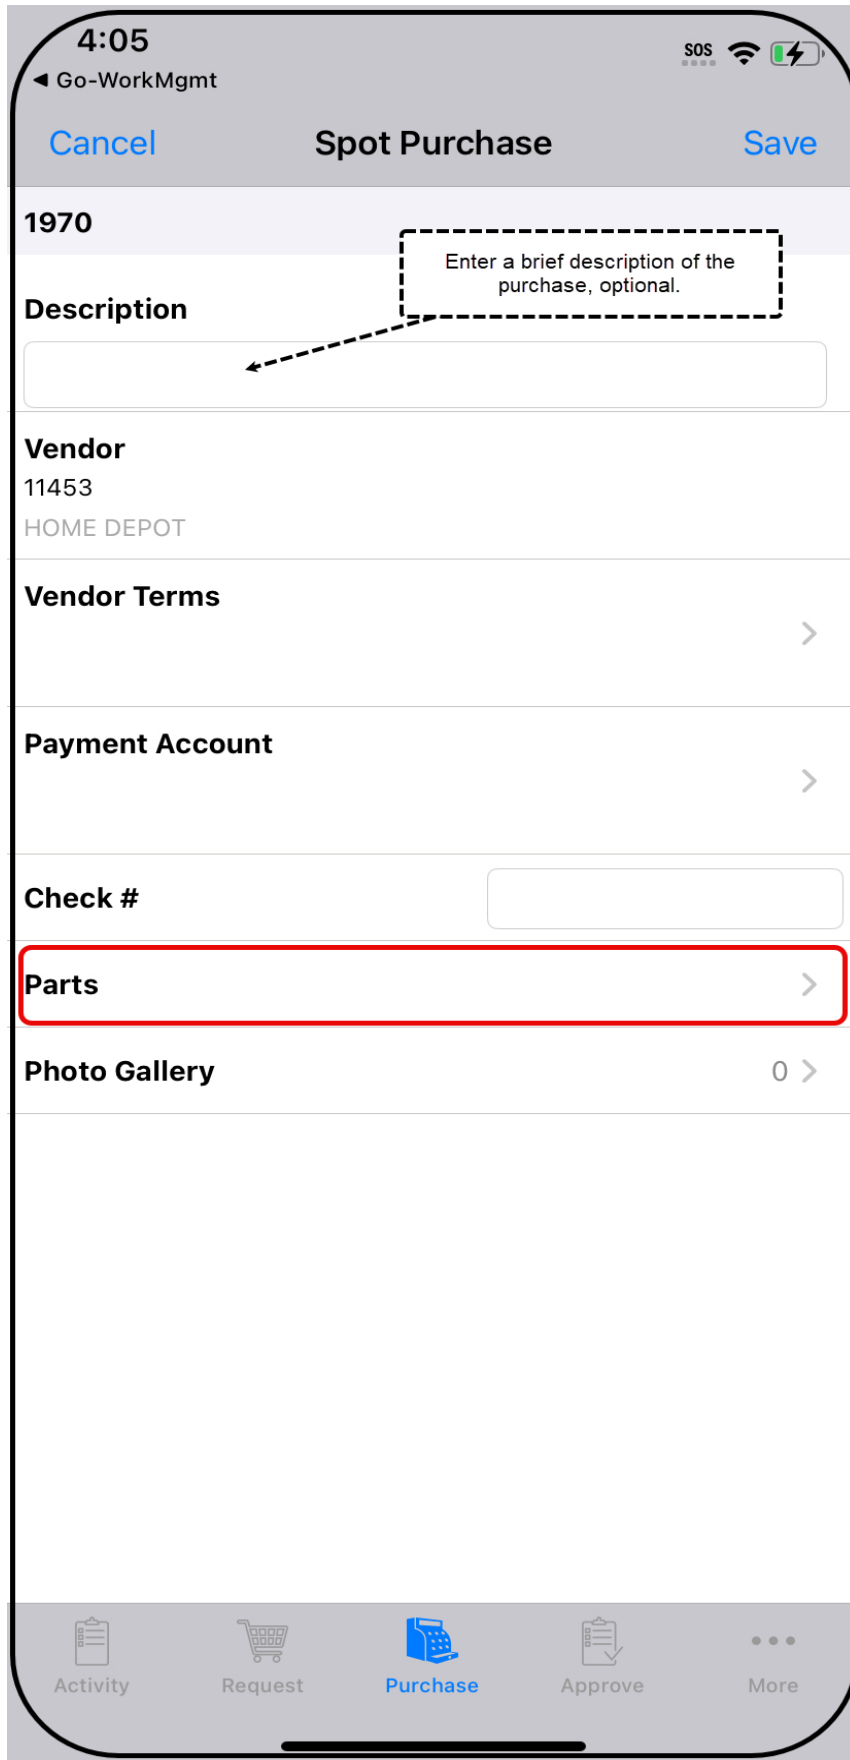 4:05
SOS
◀ Go-WorkMgmt
Cancel
Spot Purchase
Save
1970
Enter a brief description of the
purchase, optional.
Description
Vendor
11453
HOME DEPOT
Vendor Terms
Payment Account
Check #
Parts
Photo Gallery
0
Activity
Request
Purchase
Approve
More